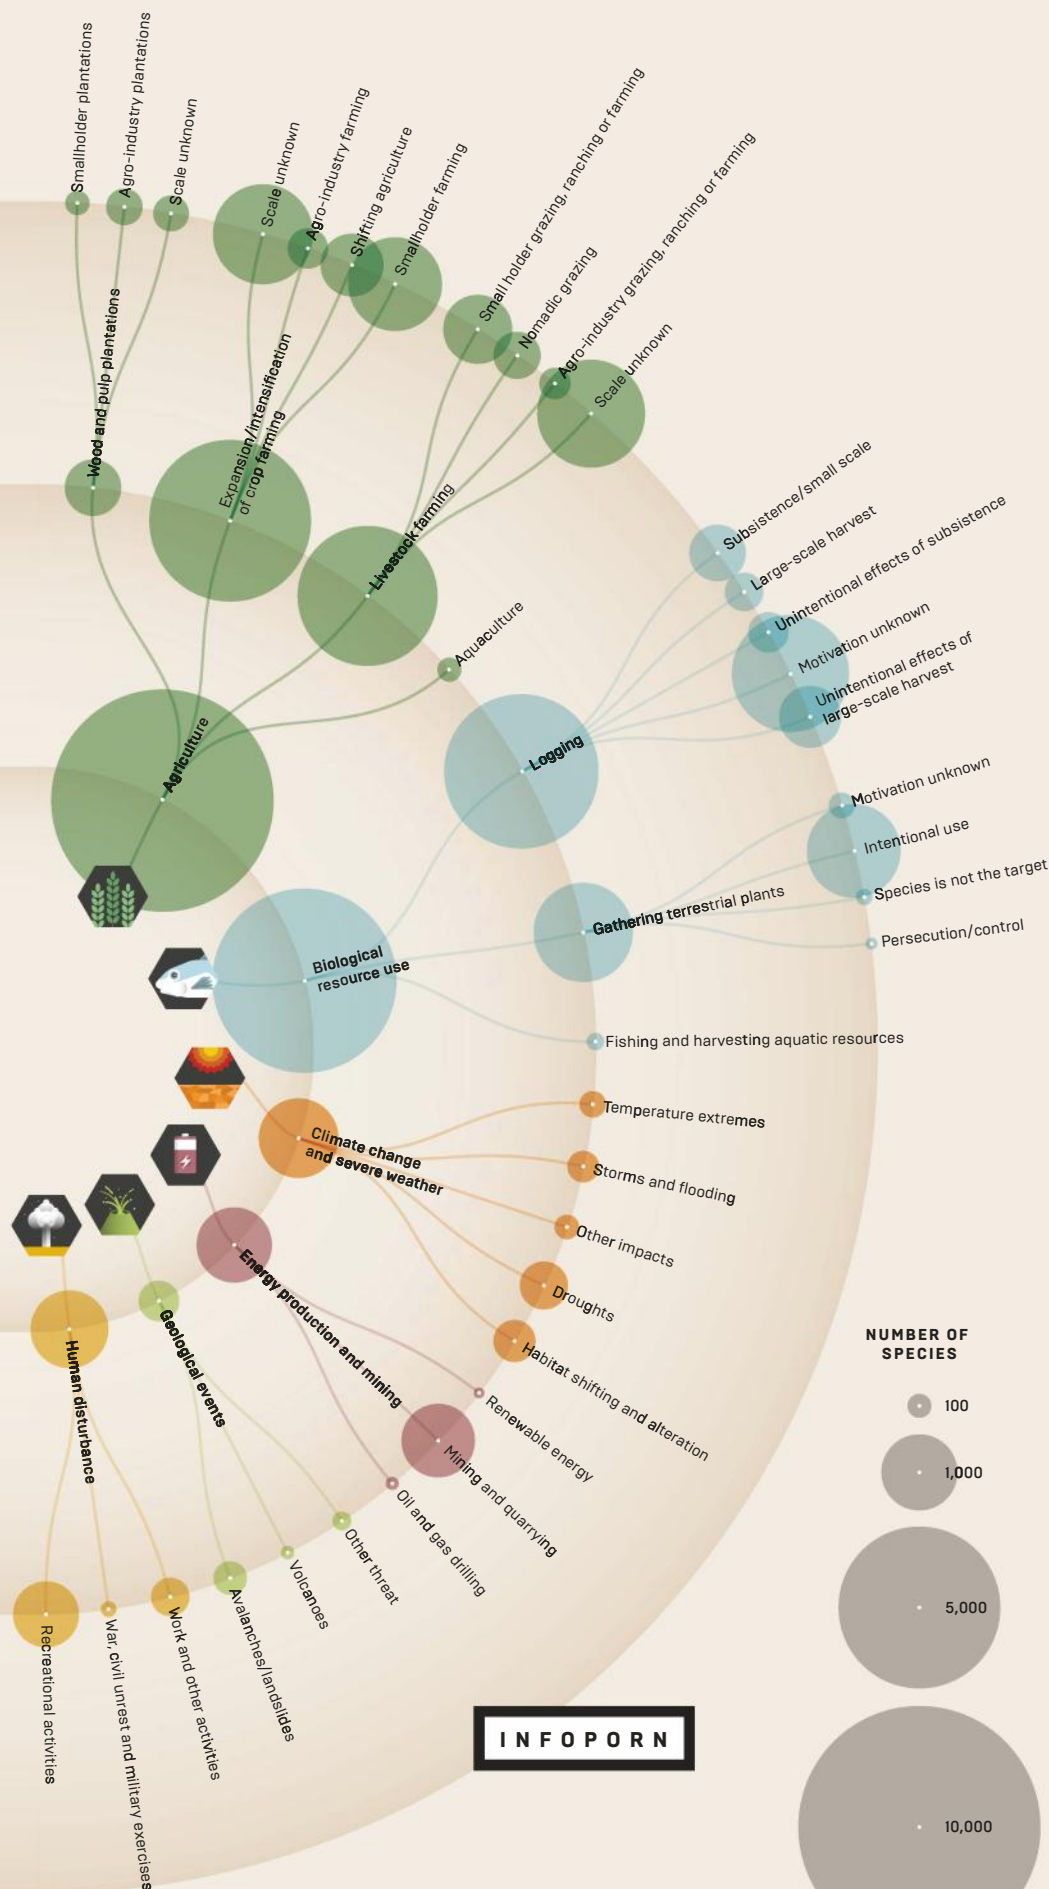 Smallholder plantations
Agro-industry plantations
Scale unknown
Scale unknown
Agro-industry farming
Shifting agriculture
Smallholder farming
Small holder grazing, ranching or farming
Nomadic grazing
Agro-industry grazing, ranching or farming
Scale unknown
Wood and pulp plantations
Expansion/intensification
of crop farming
Livestock farming
Aquaculture
Agriculture
Subsistence/small scale
Large-scale harvest
Unintentional effects of subsistence
Motivation unknown
Unintentional effects of
large-scale harvest
Logging
Motivation unknown
Intentional use
Species is not the target
Persecution/control
Gathering terrestrial plants
Biological
resource use
Fishing and harvesting aquatic resources
Temperature extremes
Storms and flooding
Other impacts
Droughts
Habitat shifting and alteration
Climate change
and severe weather
Energy production and mining
Renewable energy
Mining and quarrying
Oil and gas drilling
Geological events
Other threat
Volcanoes
Avalanches/landslides
Human disturbance
Work and other activities
War, civil unrest and military exercises
Recreational activities
NUMBER OF
SPECIES
100
1,000
5,000
10,000
INFOPORN